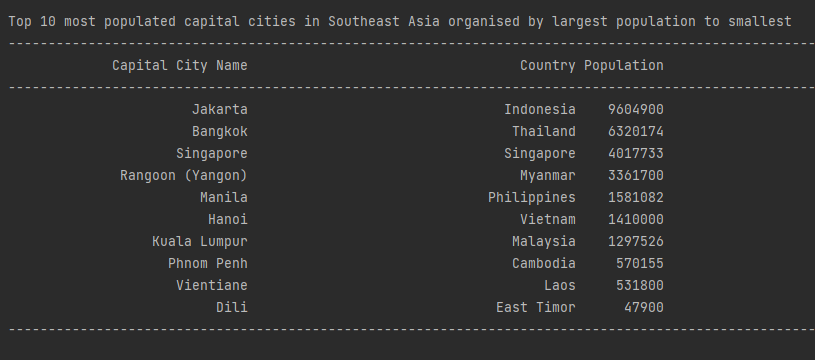 Top 10 most populated capital cities in Southeast Asia organised by largest population to smallest
-----------------------------------------------------------------------------------------------------
Capital City Name Country Population
-----------------------------------------------------------------------------------------------------
Jakarta Indonesia 9604900
Bangkok Thailand 6320174
Singapore Singapore 4017733
Rangoon (Yangon) Myanmar 3361700
Manila Philippines 1581082
Hanoi Vietnam 1410000
Kuala Lumpur Malaysia 1297526
Phnom Penh Cambodia 570155
Vientiane Laos 531800
Dili East Timor 47900
-----------------------------------------------------------------------------------------------------